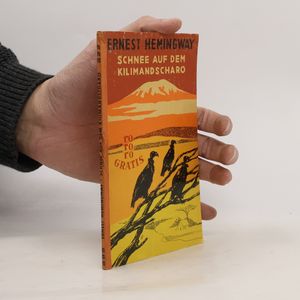 ERNEST HEMINGWAY
SCHNEE AUF DEM
KILIMANDSCHARO
ro
ro
ro
GRATIS